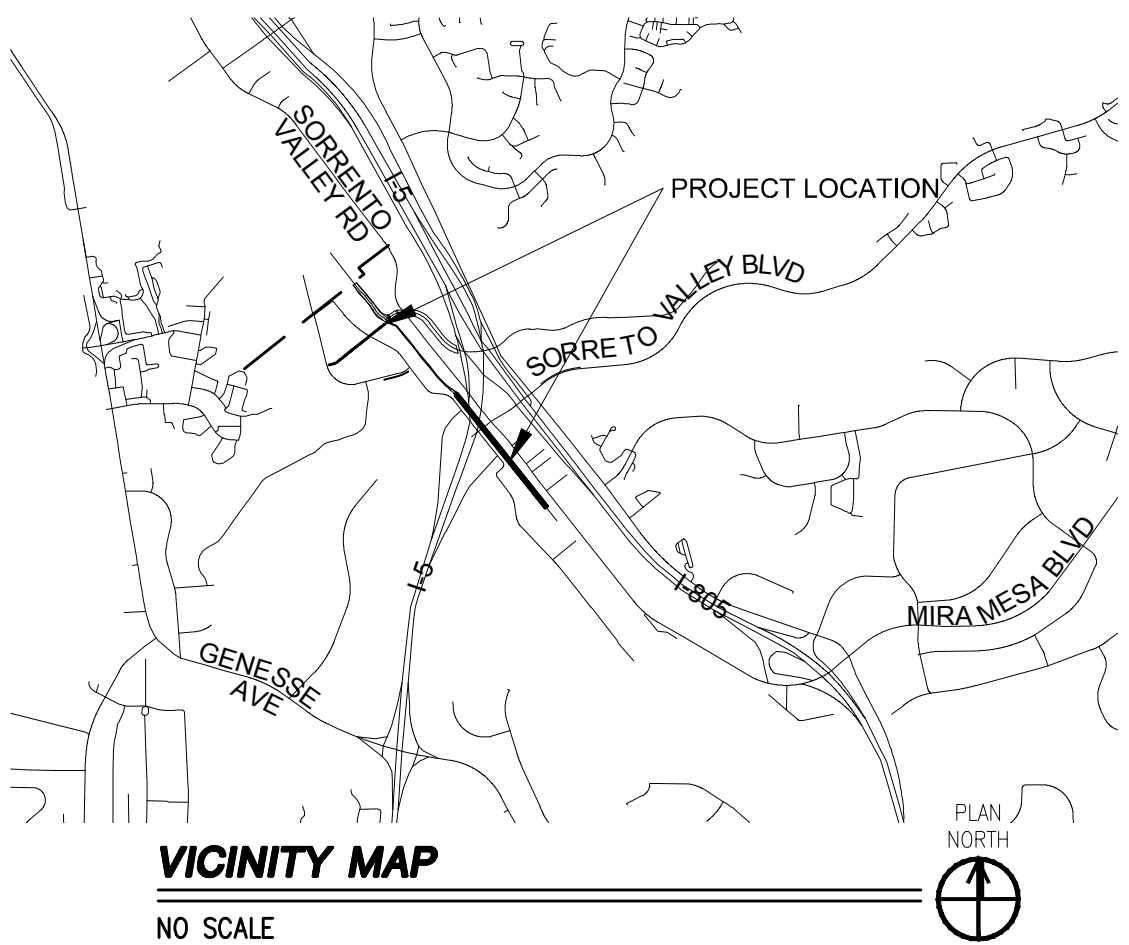 SORRENTO
VALLEY RD
I-5
PROJECT LOCATION
SORRETO VALLEY BLVD
I-5
I-805
MIRA MESA BLVD
GENESSE
AVE
PLAN
NORTH
VICINITY MAP
NO SCALE